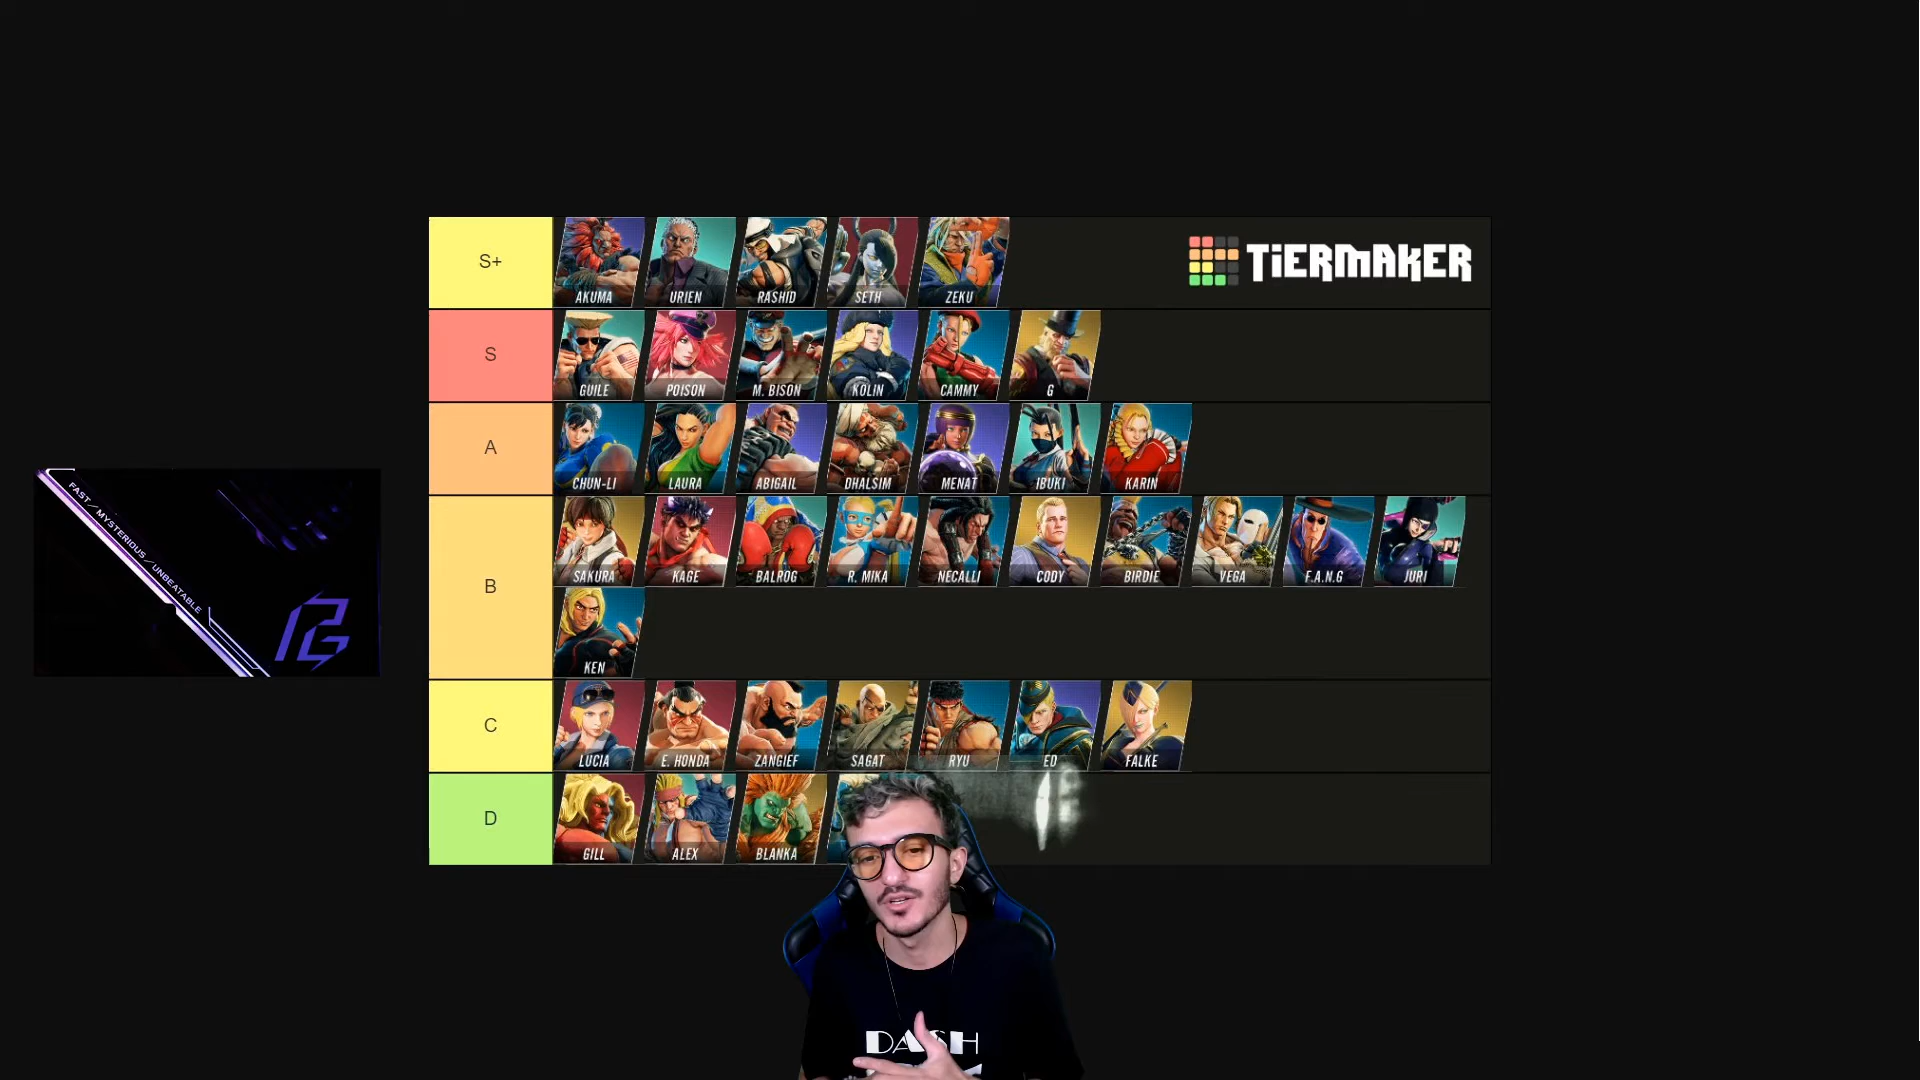 S+
AKUMA URIEN RASHID SETH ZEKU
TiERMAKER
S
GUILE POISON M. BISON KOLIN CAMMY G
A
CHUN-LI LAURA ABIGAIL DHALSIM MENAT IBUKI KARIN
B
SAKURA KAGE BALROG R. MIKA NECALLI CODY BIRDIE VEGA F.A.N.G JURI
KEN
C
LUCIA E. HONDA ZANGIEF SAGAT RYU ED FALKE
D
GILL ALEX BLANKA
FAST / MYSTERIOUS / UNBEATABLE
DASH